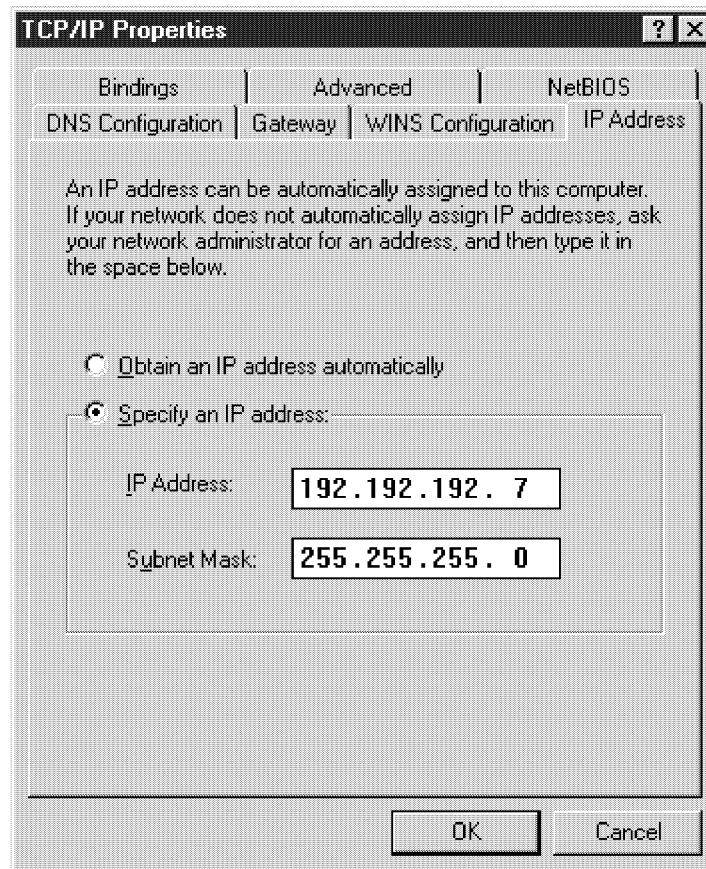 TCP/IP Properties ? ×
Bindings Advanced NetBIOS
DNS Configuration Gateway WINS Configuration IP Address
An IP address can be automatically assigned to this computer.
If your network does not automatically assign IP addresses, ask
your network administrator for an address, and then type it in
the space below.
Obtain an IP address automatically
Specify an IP address:
IP Address: 192.192.192. 7
Subnet Mask: 255.255.255. 0
OK Cancel